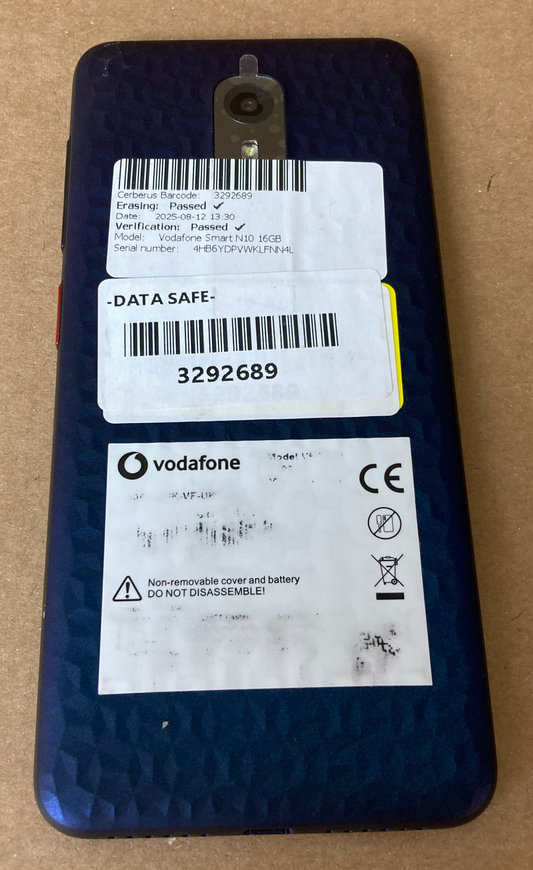 Cerberus Barcode: 3292689
Erasing: Passed ✓
Date: 2025-08-12 13:30
Verification: Passed ✓
Model: Vodafone Smart N10 16GB
Serial number: 4HB6YDPVWKLFNN4L
-DATA SAFE-
3292689
vodafone
Model
CE
Non-removable cover and battery
DO NOT DISASSEMBLE!